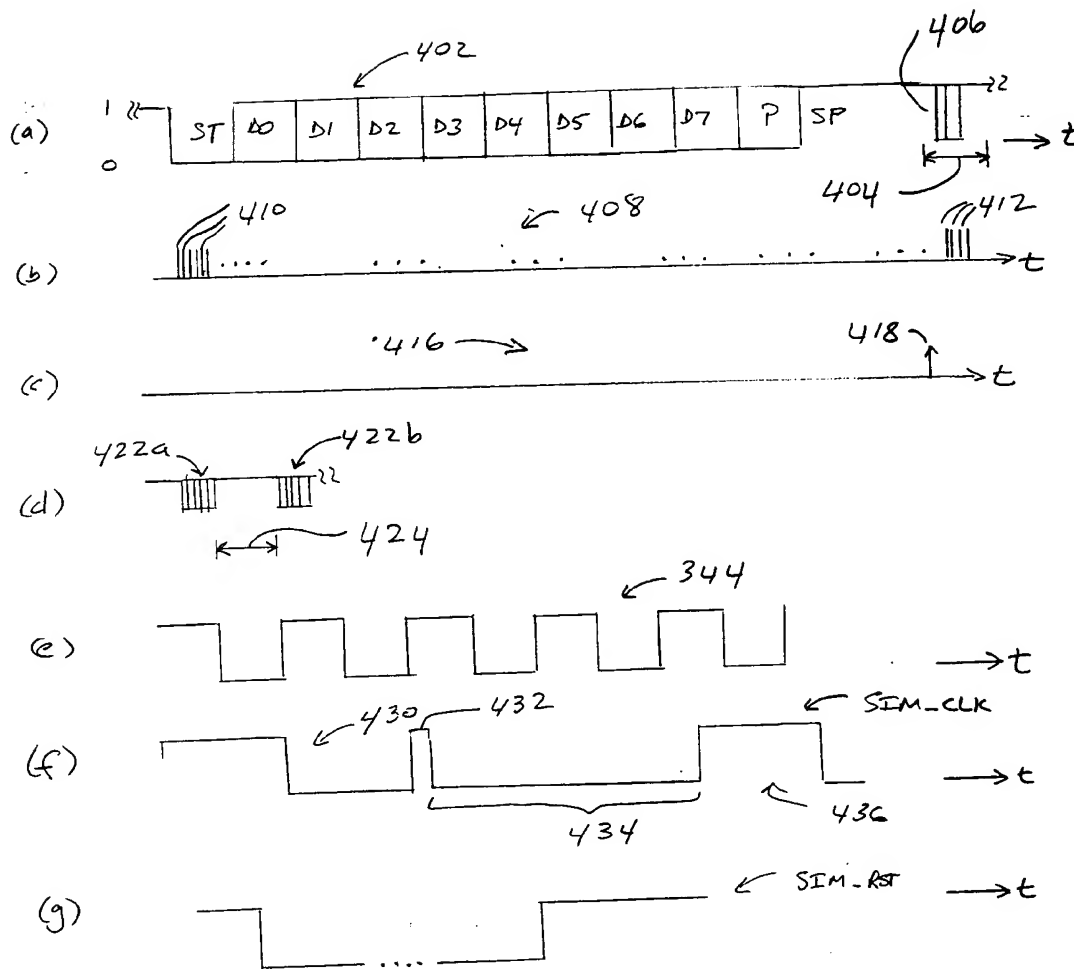 402
406
(a)
1
0
ST D0 D1 D2 D3 D4 D5 D6 D7 P SP
t
404
410
408
412
(b)
t
416
418
(c)
t
422a
422b
(d)
424
344
(e)
t
430
432
SIM_CLK
(f)
t
434
436
SIM_RST
t
(g)